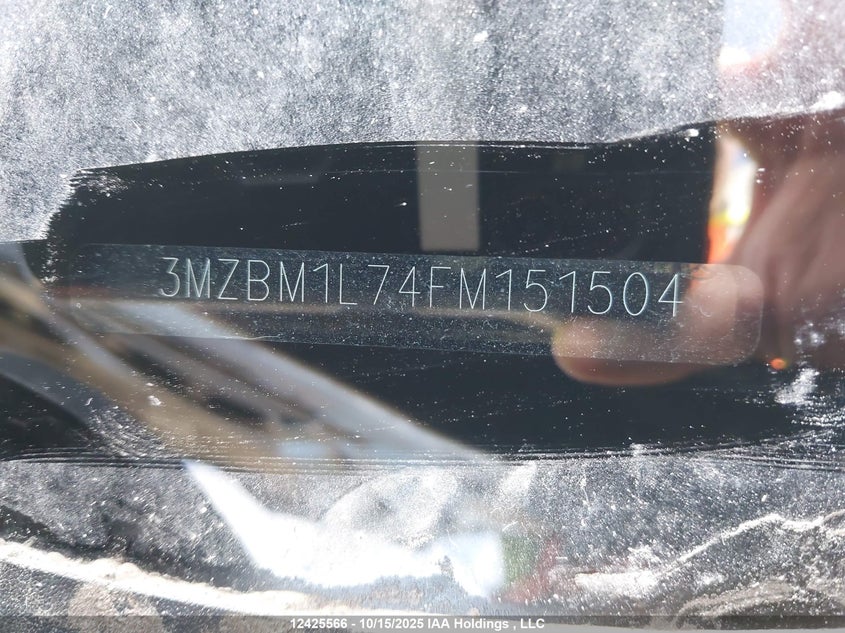 3MZBM1L74FM151504
12425566 - 10/15/2025 IAA Holdings , LLC